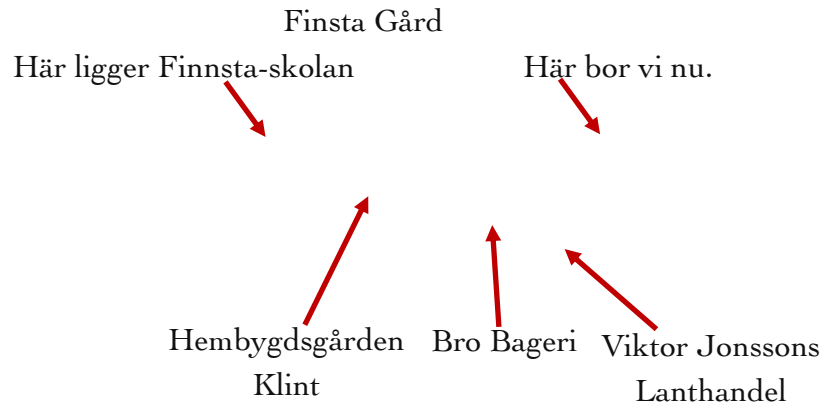 Finsta Gård
Här ligger Finnsta-skolan
Här bor vi nu.
Hembygdsgården
Klint
Bro Bageri
Viktor Jonssons
Lanthandel